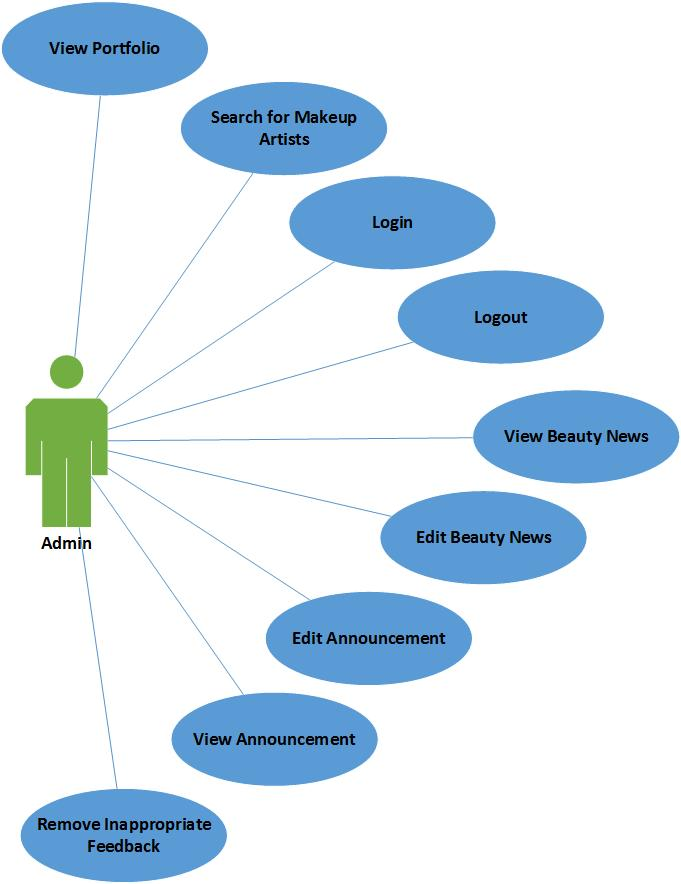 View Portfolio
Search for Makeup
Artists
Login
Logout
View Beauty News
Edit Beauty News
Admin
Edit Announcement
View Announcement
Remove Inappropriate
Feedback